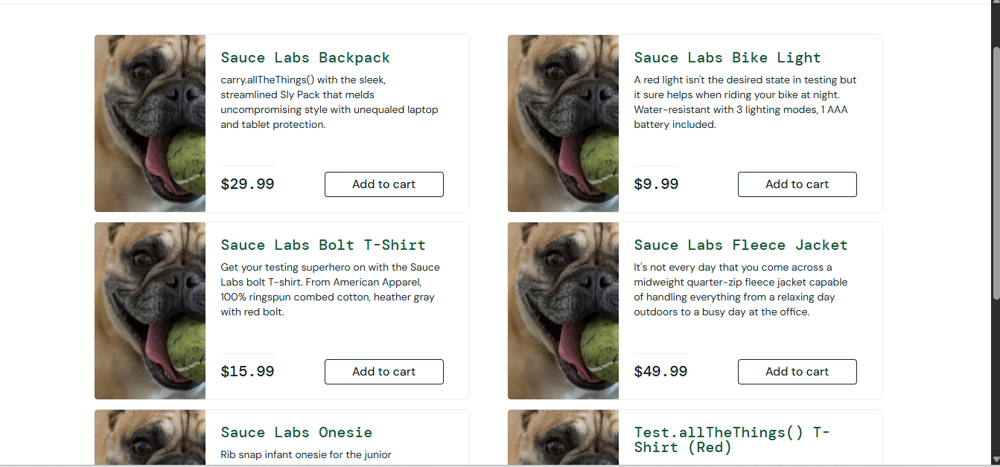 Sauce Labs Backpack
carry.allTheThings() with the sleek,
streamlined Sly Pack that melds
uncompromising style with unequaled laptop
and tablet protection.
$29.99
Add to cart
Sauce Labs Bike Light
A red light isn't the desired state in testing but
it sure helps when riding your bike at night.
Water-resistant with 3 lighting modes, 1 AAA
battery included.
$9.99
Add to cart
Sauce Labs Bolt T-Shirt
Get your testing superhero on with the Sauce
Labs bolt T-shirt. From American Apparel,
100% ringspun combed cotton, heather gray
with red bolt.
$15.99
Add to cart
Sauce Labs Fleece Jacket
It's not every day that you come across a
midweight quarter-zip fleece jacket capable
of handling everything from a relaxing day
outdoors to a busy day at the office.
$49.99
Add to cart
Sauce Labs Onesie
Rib snap infant onesie for the junior
Test.allTheThings() T-
Shirt (Red)